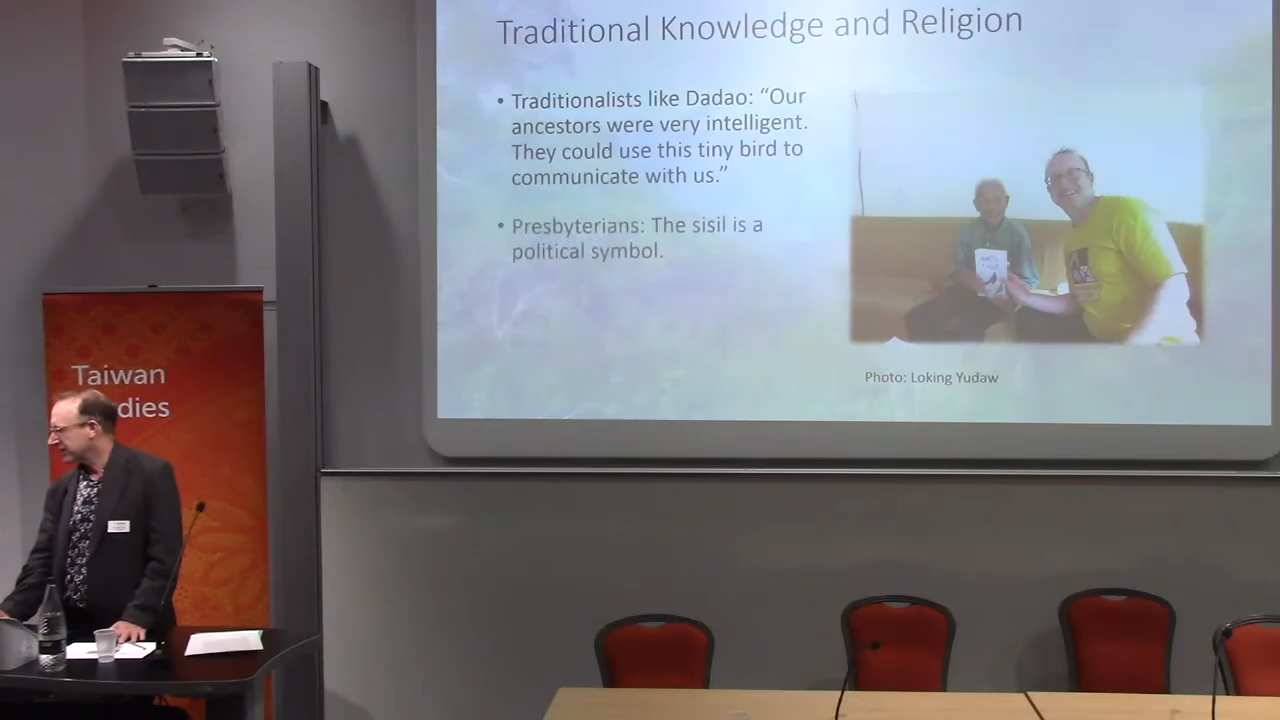 Traditional Knowledge and Religion
• Traditionalists like Dadao: “Our
ancestors were very intelligent.
They could use this tiny bird to
communicate with us.”
• Presbyterians: The sisil is a
political symbol.
Photo: Loking Yudaw
Taiwan
dies